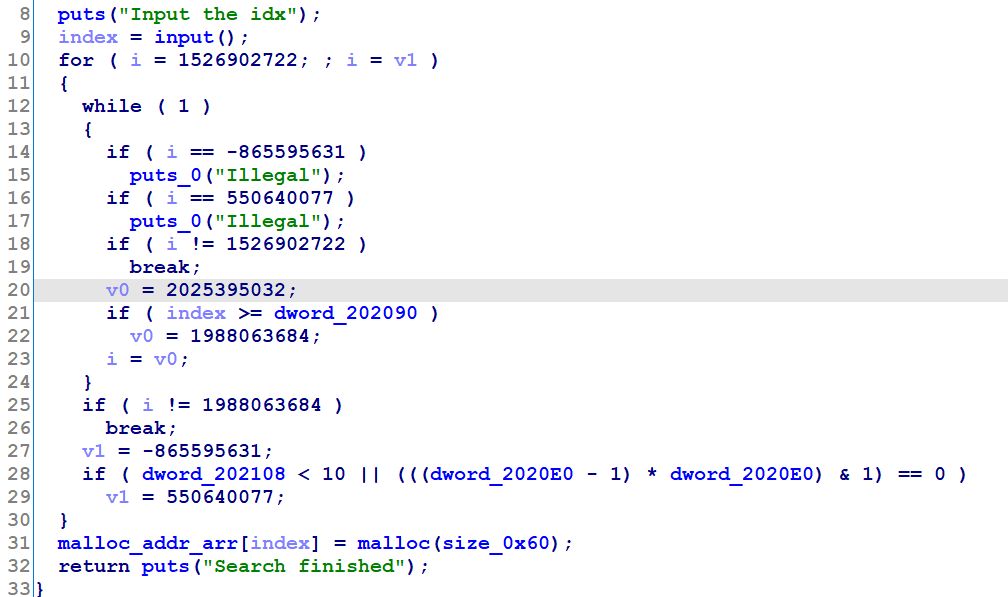 8 puts("Input the idx");
9 index = input();
10 for ( i = 1526902722; ; i = v1 )
11 {
12 while ( 1 )
13 {
14 if ( i == -865595631 )
15 puts_0("Illegal");
16 if ( i == 550640077 )
17 puts_0("Illegal");
18 if ( i != 1526902722 )
19 break;
20 v0 = 2025395032;
21 if ( index >= dword_202090 )
22 v0 = 1988063684;
23 i = v0;
24 }
25 if ( i != 1988063684 )
26 break;
27 v1 = -865595631;
28 if ( dword_202108 < 10 || (((dword_2020E0 - 1) * dword_2020E0) & 1) == 0 )
29 v1 = 550640077;
30 }
31 malloc_addr_arr[index] = malloc(size_0x60);
32 return puts("Search finished");
33 }